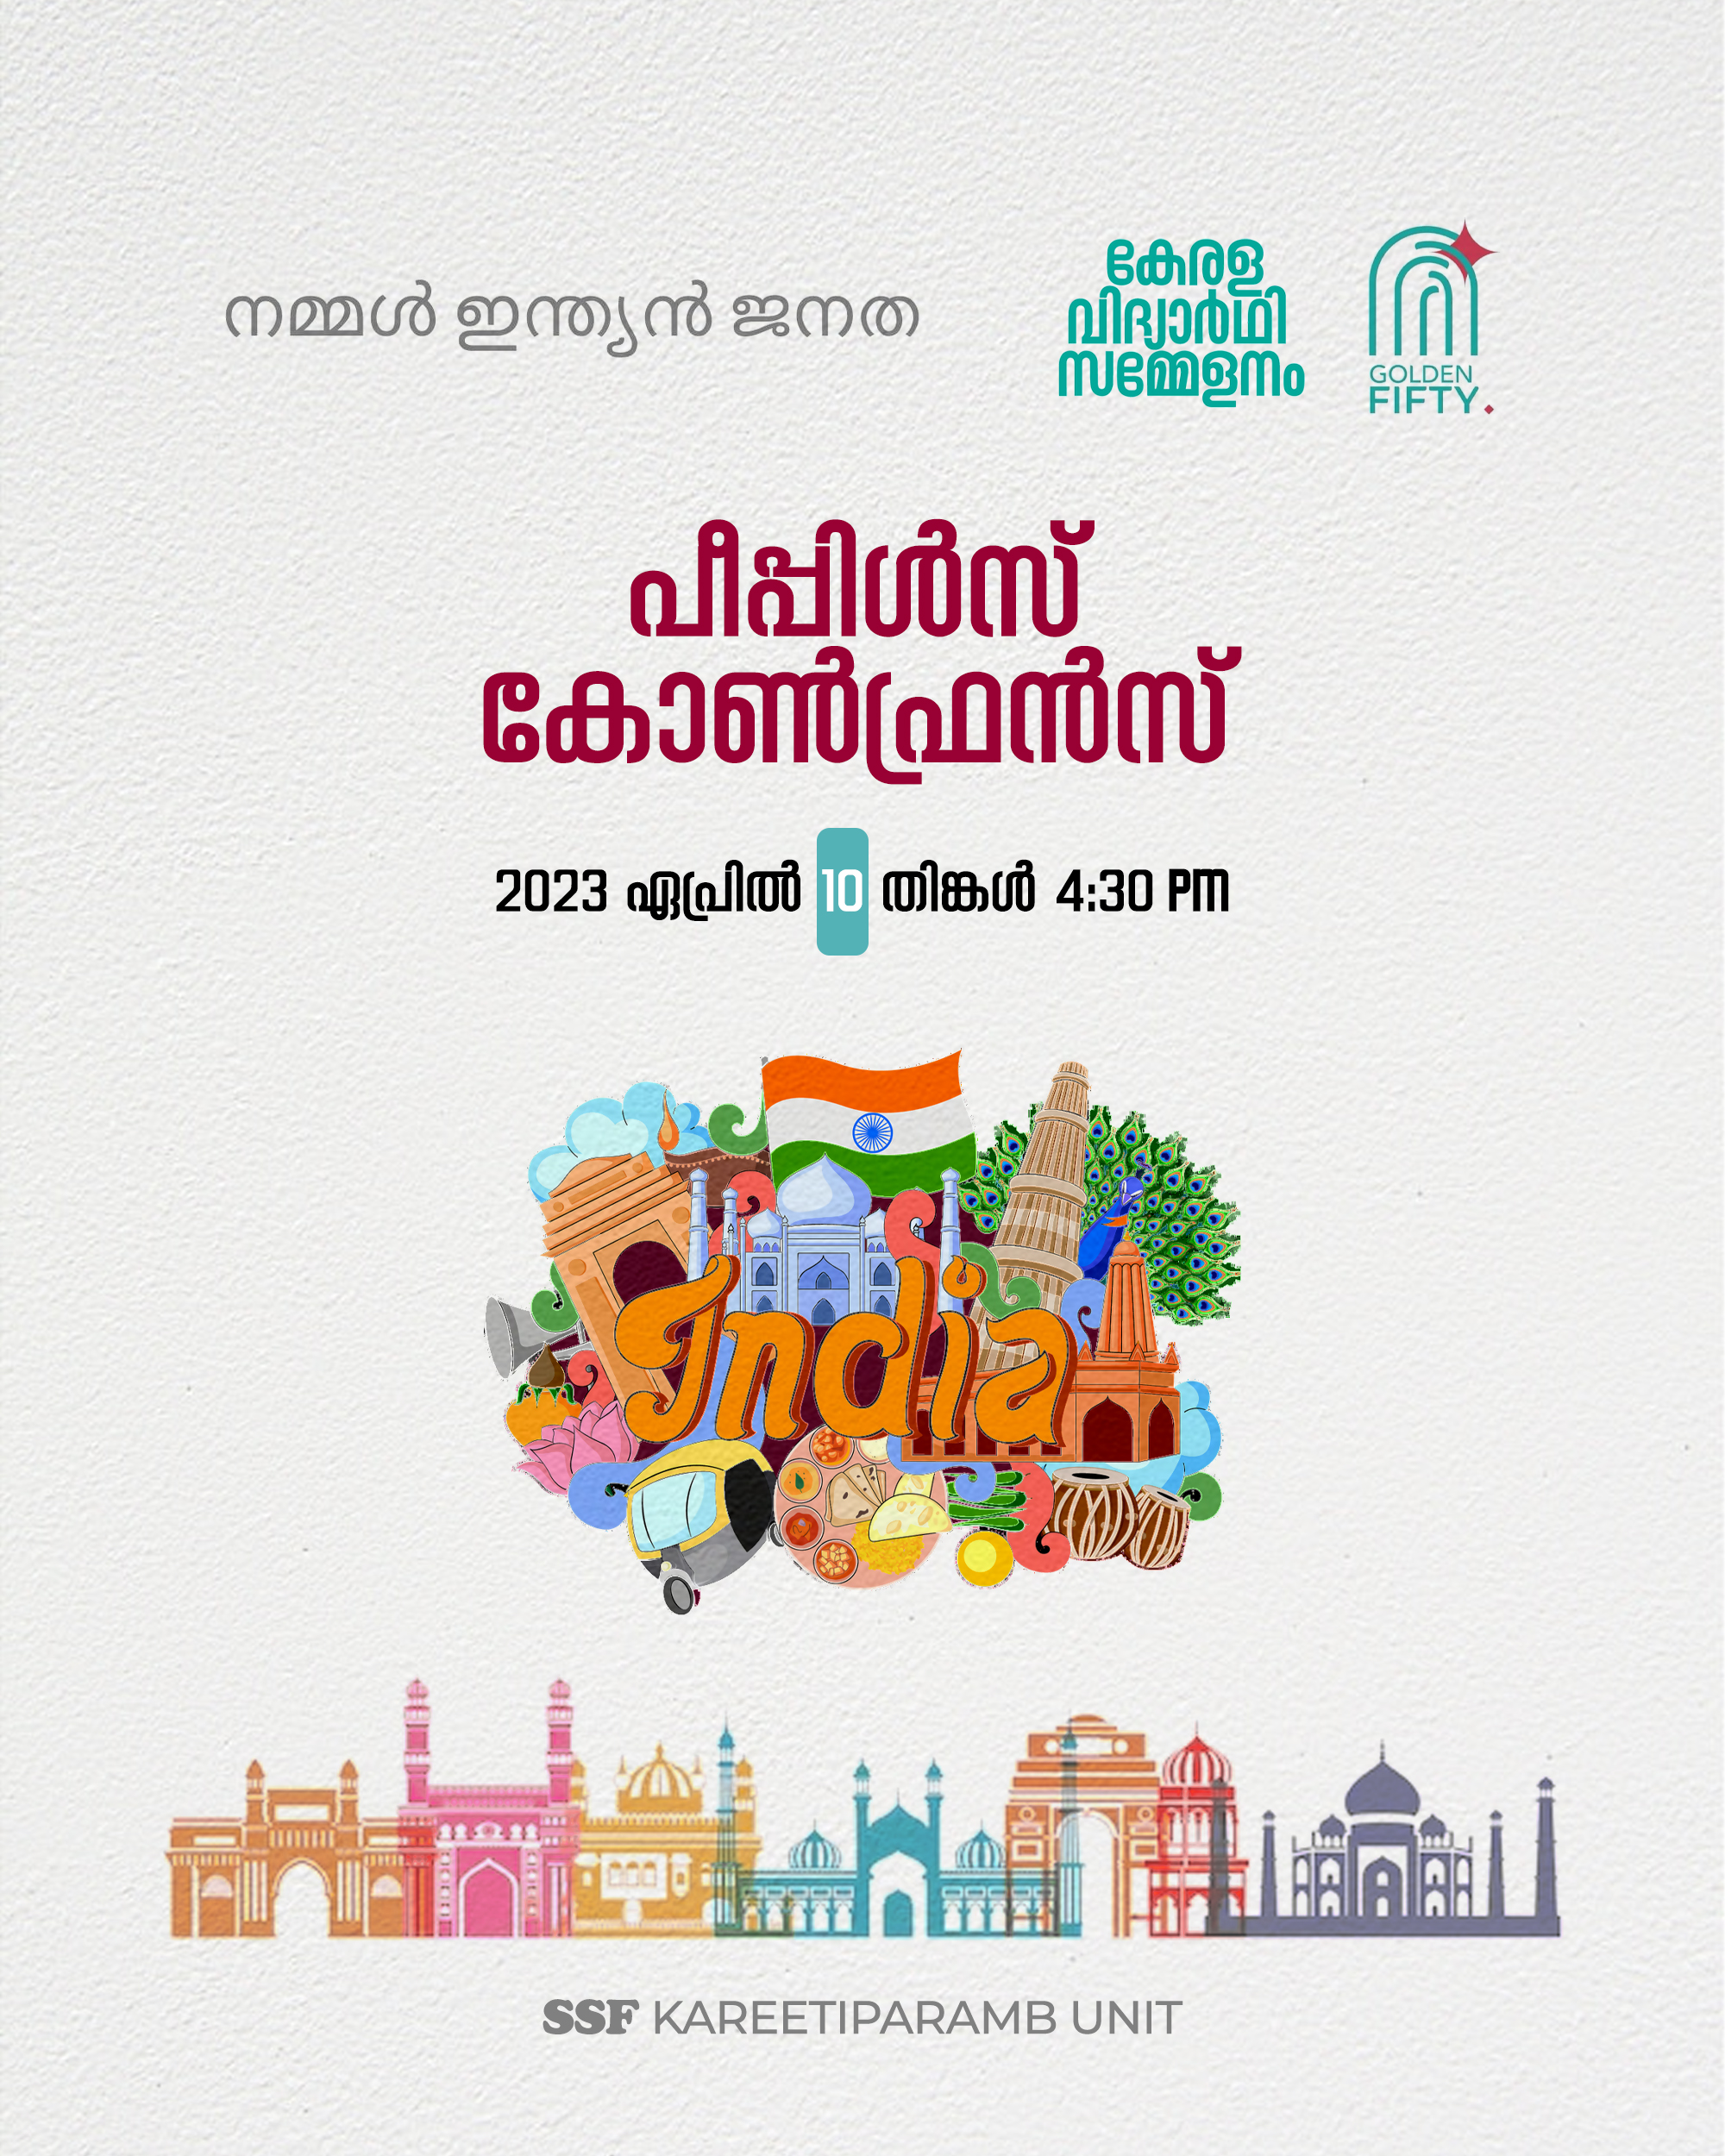 നമ്മൾ ഇന്ത്യൻ ജനത
കേരള
വിദ്യാർഥി
സമ്മേളനം
GOLDEN
FIFTY.
പീപ്പിൾസ്
കോൺഫ്രൻസ്
2023 ഏപ്രിൽ 10 തിങ്കൾ 4:30 PM
India
SSF KAREETIPARAMB UNIT